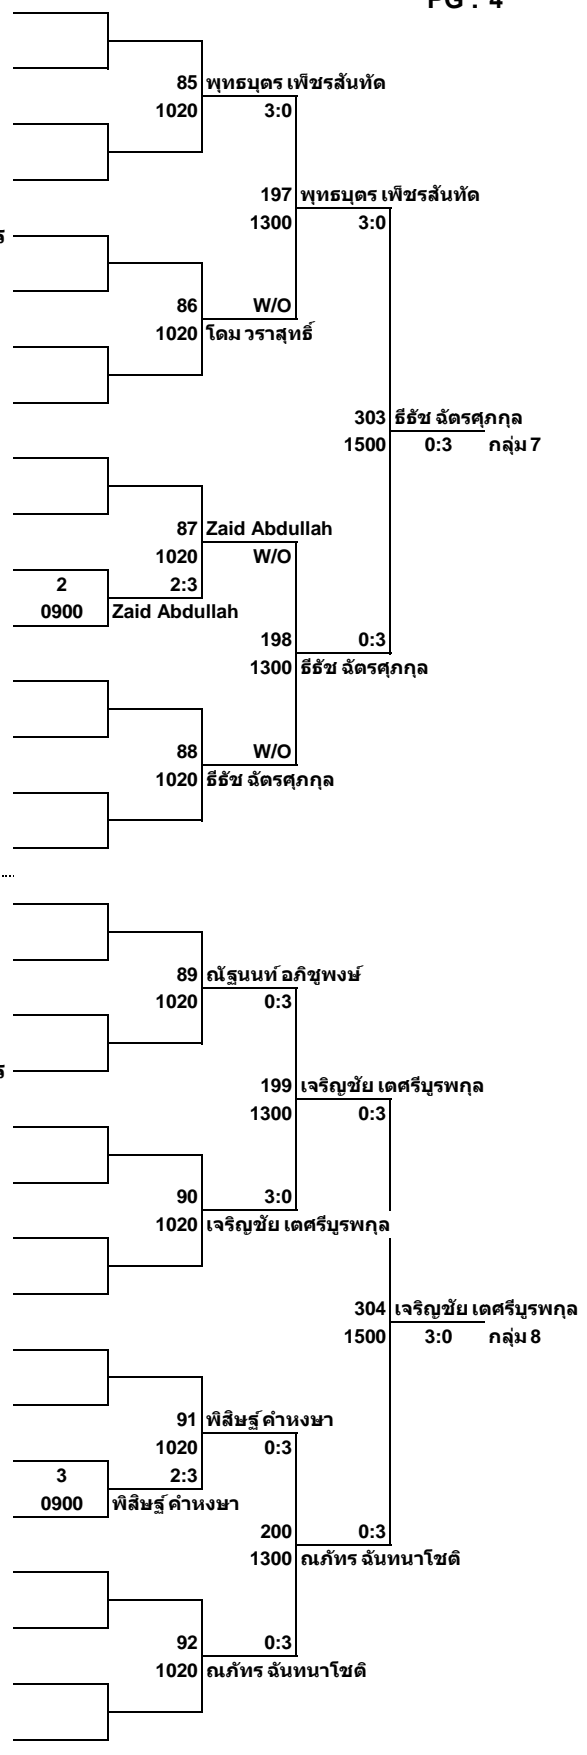 PG : 4
85 พุทธบุตร เพ็ชรสันทัด
1020 3:0
197 พุทธบุตร เพ็ชรสันทัด
1300 3:0
ร
86 W/O
1020 โดม วราสุทธิ์
303 ธีธัช ฉัตรศุภกุล
1500 0:3 กลุ่ม 7
87 Zaid Abdullah
1020 W/O
2 2:3
0900 Zaid Abdullah
198 0:3
1300 ธีธัช ฉัตรศุภกุล
88 W/O
1020 ธีธัช ฉัตรศุภกุล
89 ณัฐนนท์ อภิชูพงษ์
1020 0:3
ร
199 เจริญชัย เตศรีบูรพกุล
1300 0:3
90 3:0
1020 เจริญชัย เตศรีบูรพกุล
304 เจริญชัย เตศรีบูรพกุล
1500 3:0 กลุ่ม 8
91 พิสิษฐ์ คำหงษา
1020 0:3
3 2:3
0900 พิสิษฐ์ คำหงษา
200 0:3
1300 ณภัทร ฉันทนาโชติ
92 0:3
1020 ณภัทร ฉันทนาโชติ